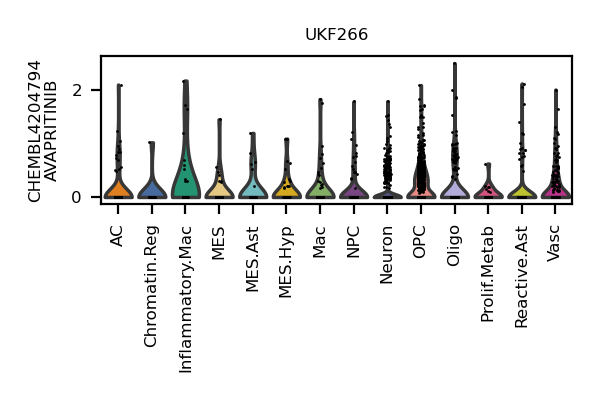 UKF266
CHEMBL4204794
AVAPRITINIB
2
0
AC
Chromatin.Reg
Inflammatory.Mac
MES
MES.Ast
MES.Hyp
Mac
NPC
Neuron
OPC
Oligo
Prolif.Metab
Reactive.Ast
Vasc